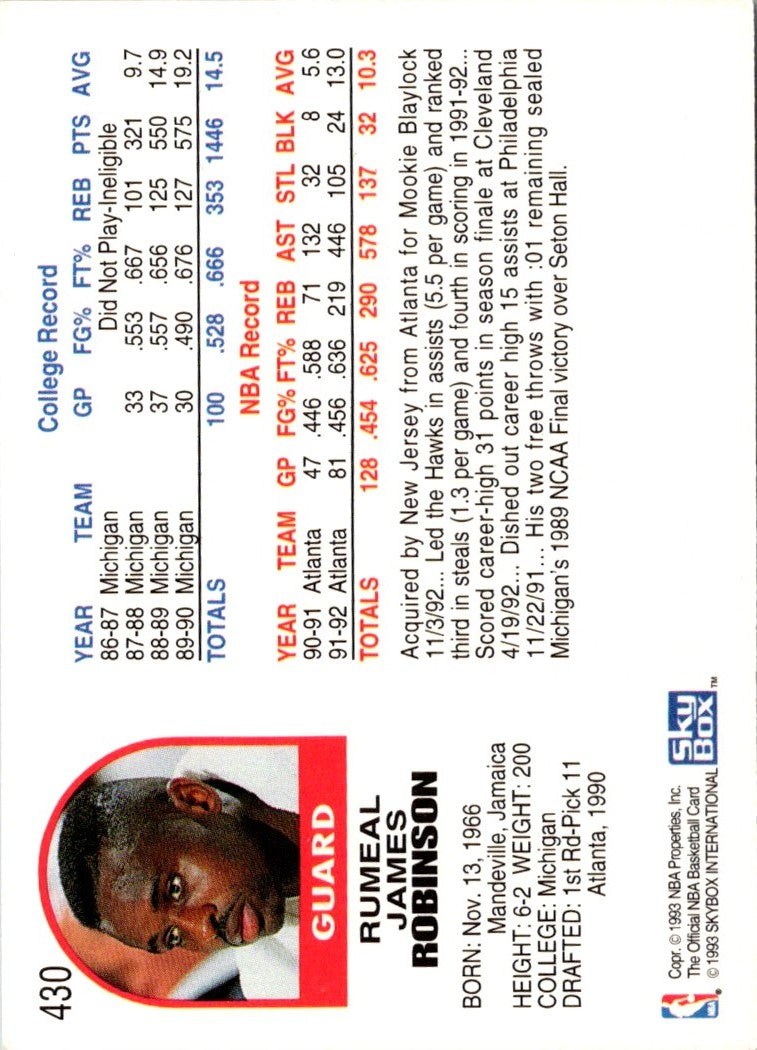 430
GUARD
RUMEAL
JAMES
ROBINSON
BORN: Nov. 13, 1966
Mandeville, Jamaica
HEIGHT: 6-2 WEIGHT: 200
COLLEGE: Michigan
DRAFTED: 1st Rd-Pick 11
Atlanta, 1990
College Record
YEAR TEAM GP FG% FT% REB PTS AVG
86-87 Michigan Did Not Play-Ineligible
87-88 Michigan 33 .553 .667 101 321 9.7
88-89 Michigan 37 .557 .656 125 550 14.9
89-90 Michigan 30 .490 .676 127 575 19.2
TOTALS 100 .528 .666 353 1446 14.5
NBA Record
YEAR TEAM GP FG% FT% REB AST STL BLK AVG
90-91 Atlanta 47 .446 .588 71 132 32 8 5.6
91-92 Atlanta 81 .456 .636 219 446 105 24 13.0
TOTALS 128 .454 .625 290 578 137 32 10.3
Acquired by New Jersey from Atlanta for Mookie Blaylock
11/3/92... Led the Hawks in assists (5.5 per game) and ranked
third in steals (1.3 per game) and fourth in scoring in 1991-92...
Scored career-high 31 points in season finale at Cleveland
4/19/92... Dished out career high 15 assists at Philadelphia
11/22/91... His two free throws with :01 remaining sealed
Michigan's 1989 NCAA Final victory over Seton Hall.
NBA ®
Copr. © 1993 NBA Properties, Inc.
The Official NBA Basketball Card
© 1993 SKYBOX INTERNATIONAL
SKY
BOX ™